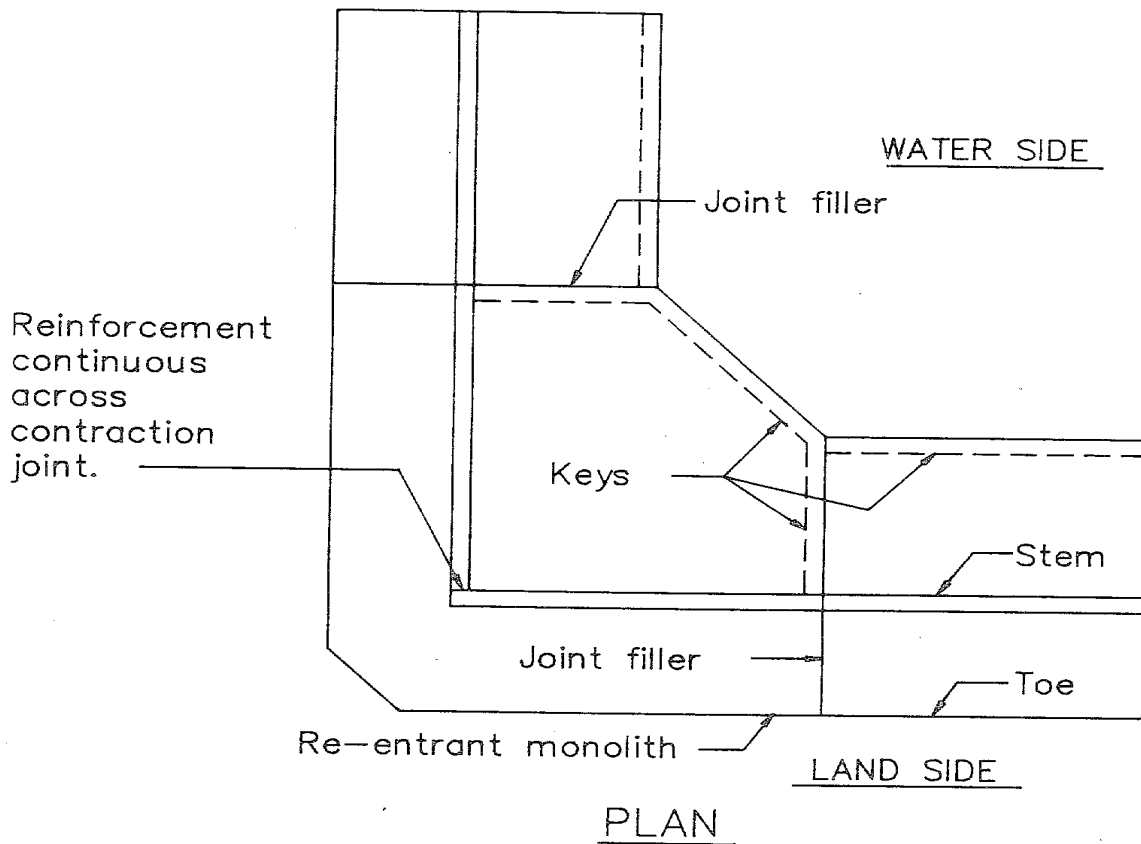 WATER SIDE
Joint filler
Reinforcement
continuous
across
contraction
joint.
Keys
Stem
Joint filler
Toe
Re-entrant monolith
LAND SIDE
PLAN